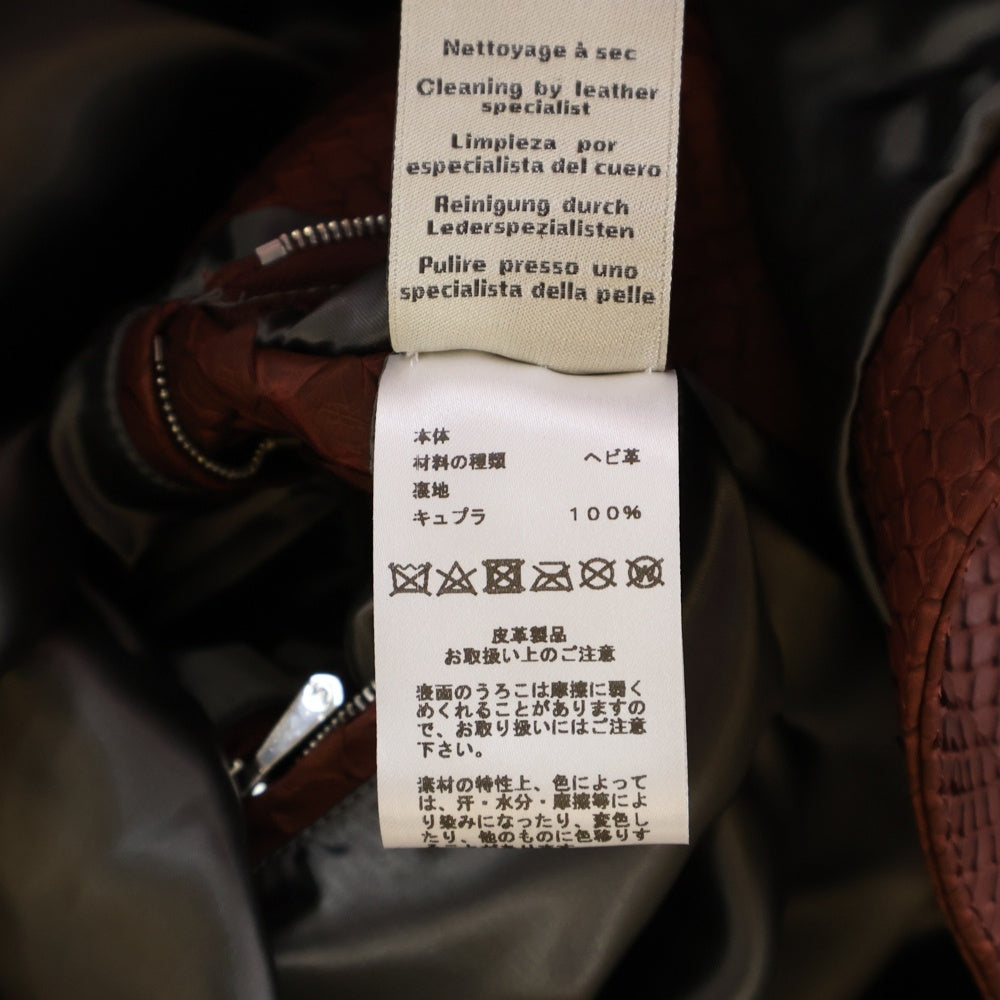 Nettoyage à sec
Cleaning by leather
specialist
Limpieza por
especialista del cuero
Reinigung durch
Lederspezialisten
Pulire presso uno
specialista della pelle
本体
材料の種類 ヘビ革
裏地
キュプラ 100%
皮革製品
お取扱い上のご注意
表面のうろこは摩擦に弱く
めくれることがありますの
で、お取り扱いにはご注意
下さい。
素材の特性上、色によって
は、汗・水分・摩擦等によ
り染みになったり、変色し
たり、他のものに色移りす